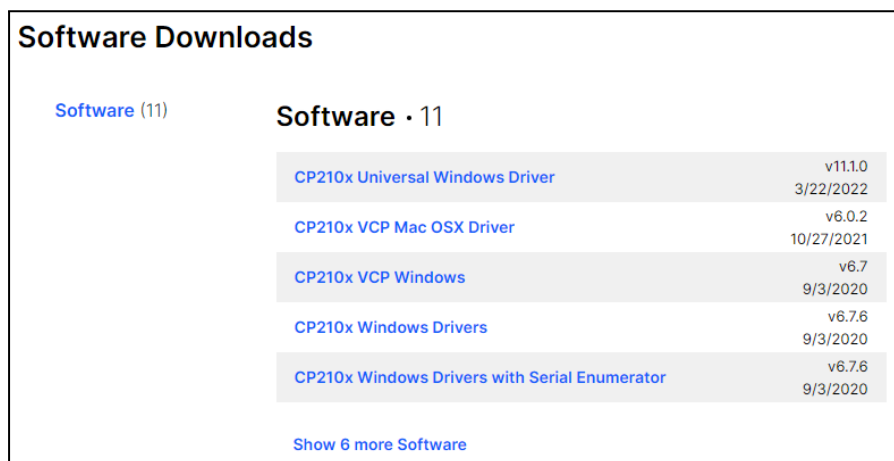 Software Downloads
Software (11)
Software • 11
CP210x Universal Windows Driver
v11.1.0
3/22/2022
CP210x VCP Mac OSX Driver
v6.0.2
10/27/2021
CP210x VCP Windows
v6.7
9/3/2020
CP210x Windows Drivers
v6.7.6
9/3/2020
CP210x Windows Drivers with Serial Enumerator
v6.7.6
9/3/2020
Show 6 more Software